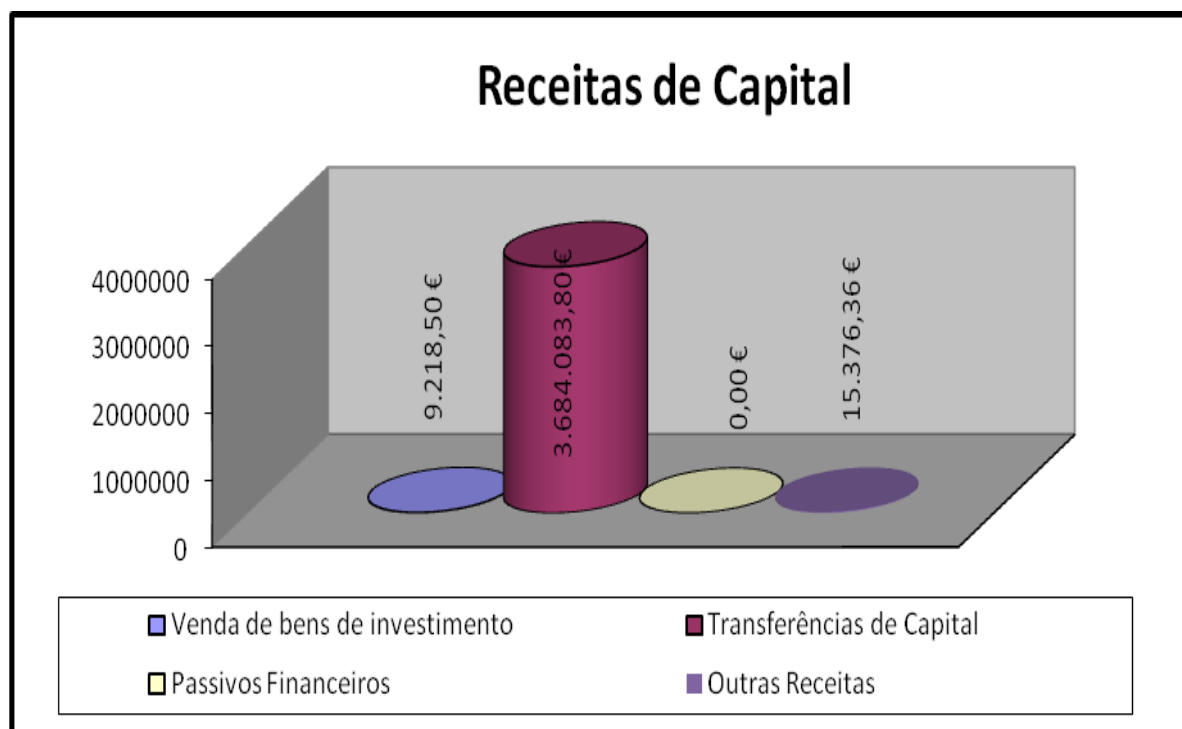 Receitas de Capital
4000000
3000000
2000000
1000000
0
9.218,50 €
3.684.083,80 €
0,00 €
15.376,36 €
Venda de bens de investimento
Transferências de Capital
Passivos Financeiros
Outras Receitas